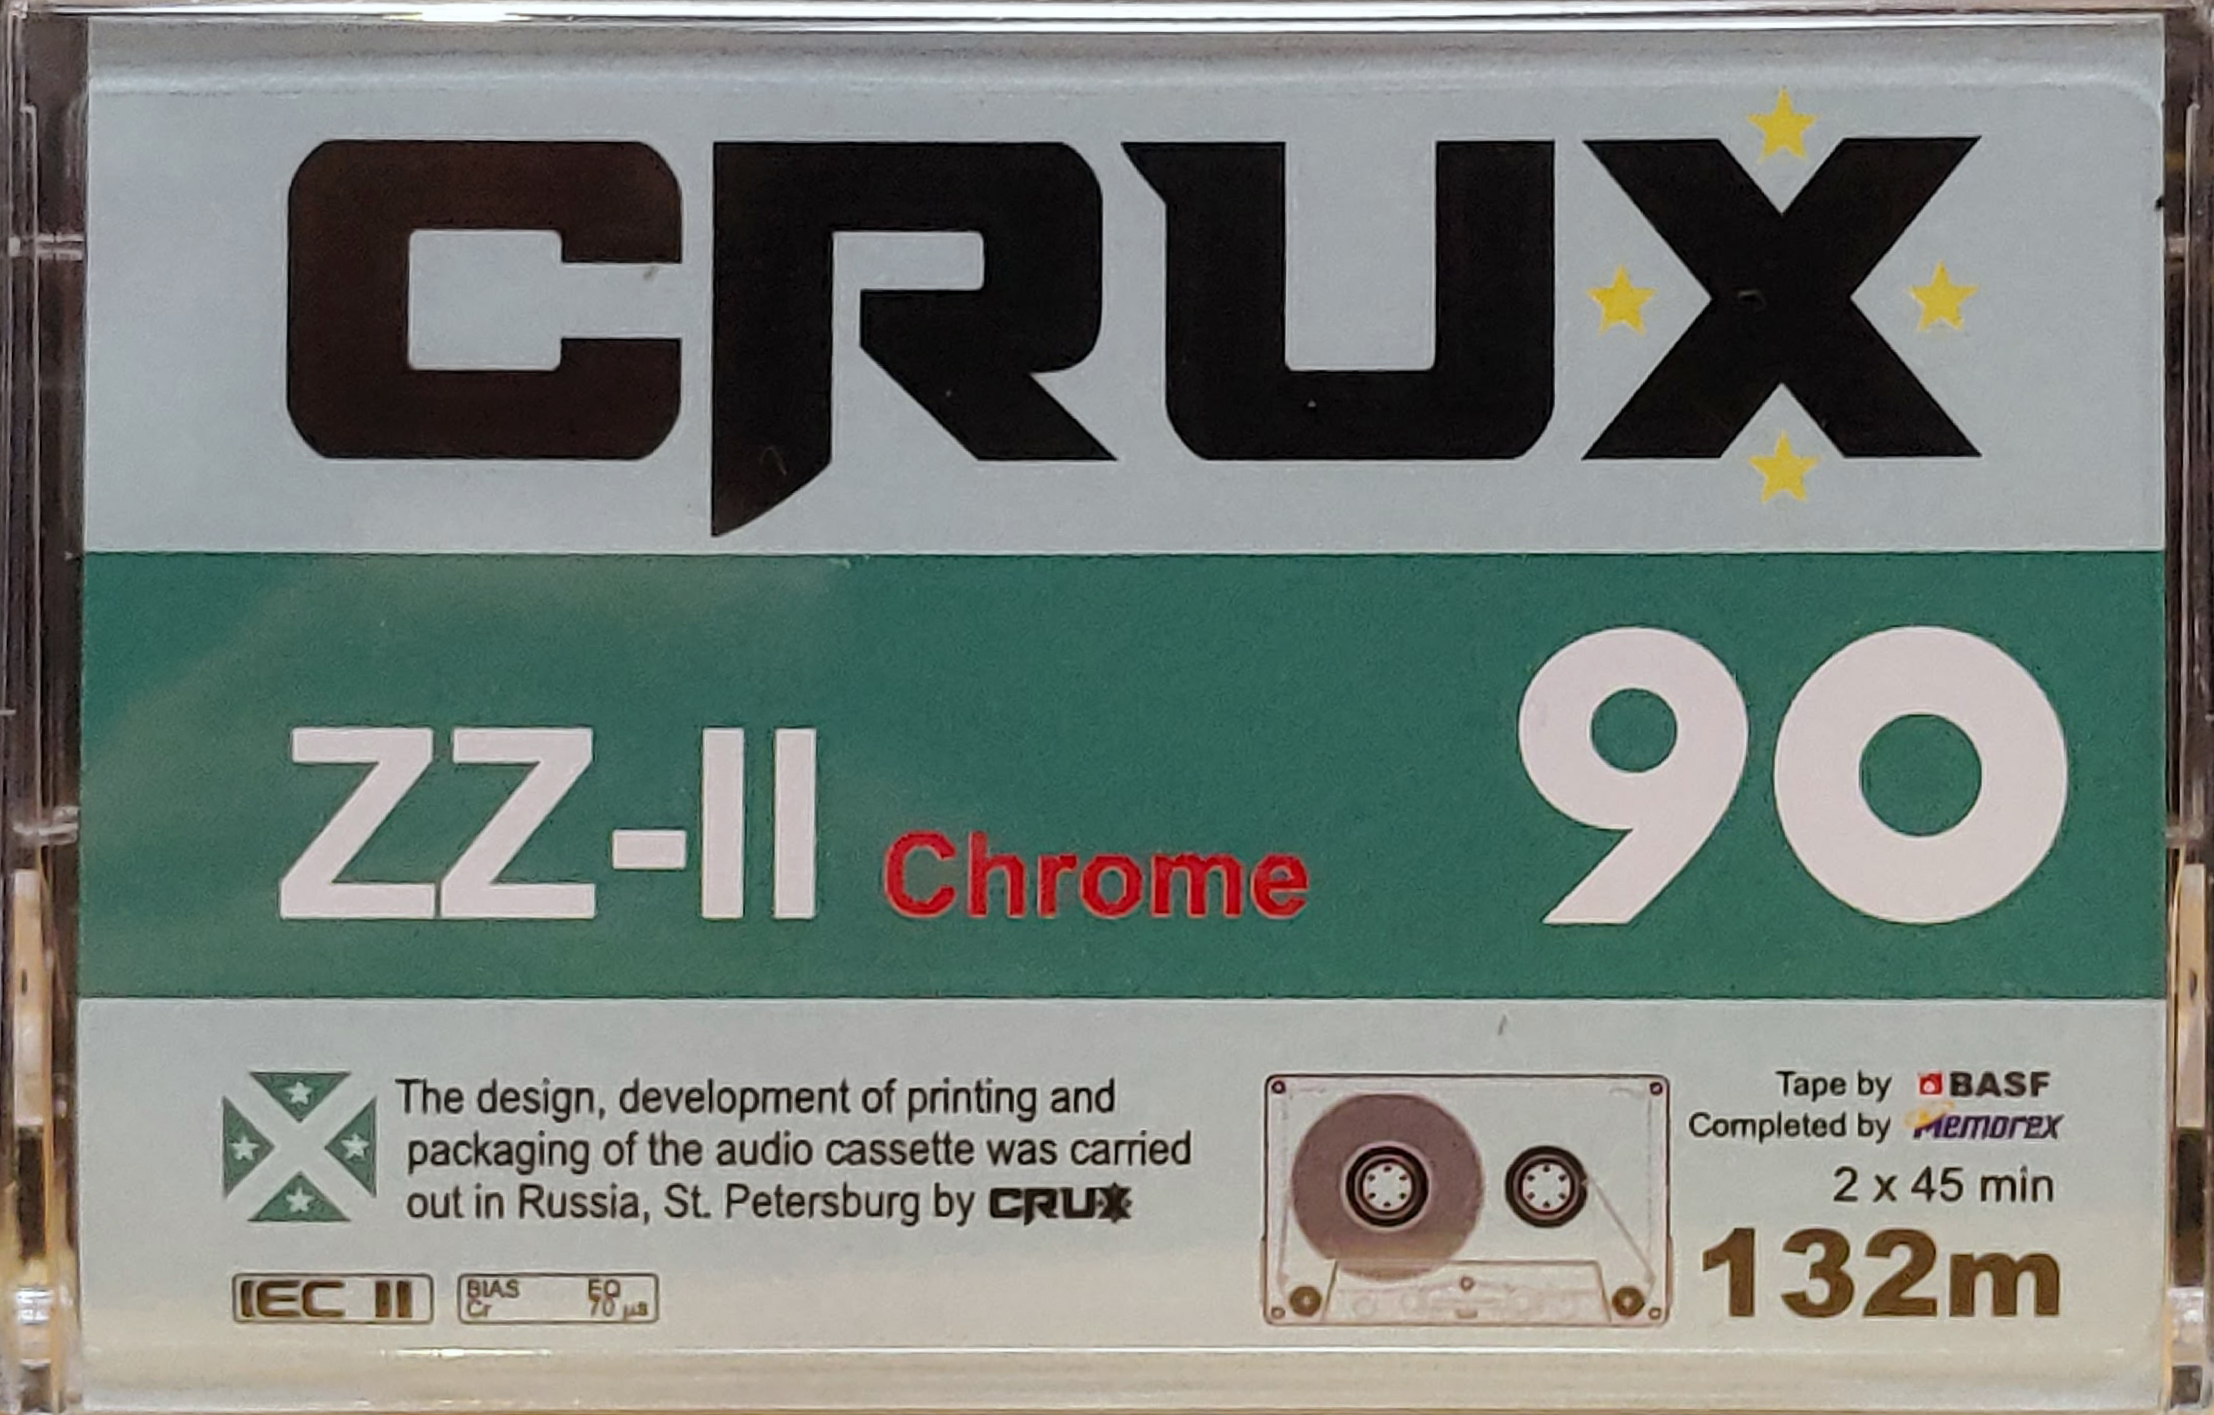 CRUX
ZZ-II Chrome 90
The design, development of printing and
packaging of the audio cassette was carried
out in Russia, St. Petersburg by CRUX
IEC II
BIAS EQ
Cr 70 µs
Tape by BASF
Completed by Memorex
2 x 45 min
132m